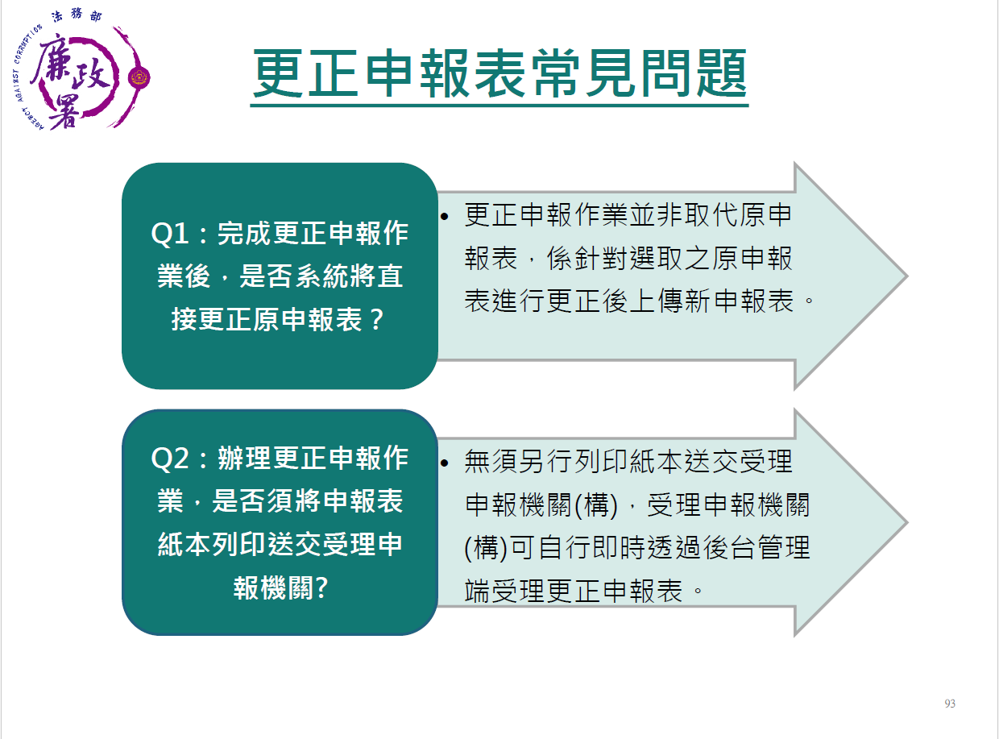 法務部
廉政署
AGENCY AGAINST CORRUPTION
更正申報表常見問題
Q1：完成更正申報作
業後，是否系統將直
接更正原申報表？
• 更正申報作業並非取代原申
報表，係針對選取之原申報
表進行更正後上傳新申報表。
Q2：辦理更正申報作
業，是否須將申報表
紙本列印送交受理申
報機關?
• 無須另行列印紙本送交受理
申報機關(構)，受理申報機關
(構)可自行即時透過後台管理
端受理更正申報表。
93